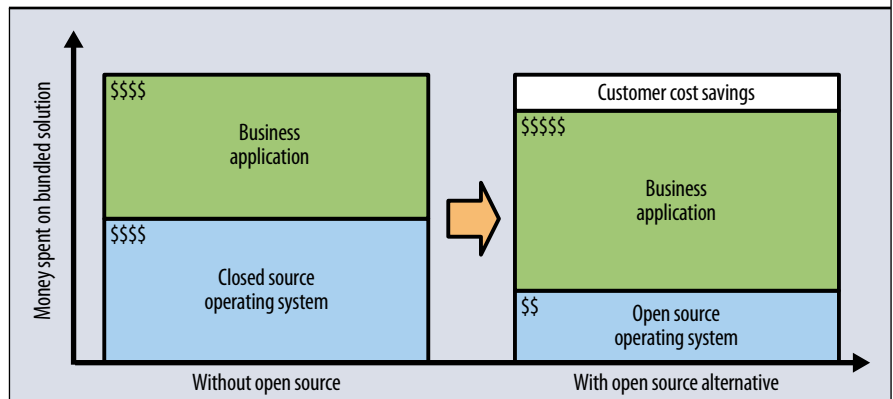 Money spent on bundled solution
$$$$
Business
application
$$$$
Closed source
operating system
Without open source
Customer cost savings
$$$$$
Business
application
$$
Open source
operating system
With open source alternative